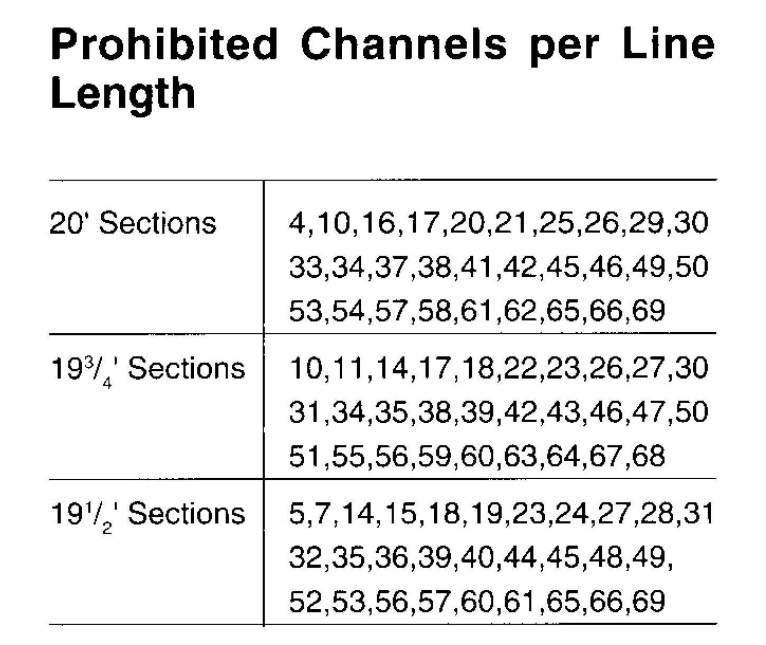 Prohibited Channels per Line
Length
20' Sections 4,10,16,17,20,21,25,26,29,30
33,34,37,38,41,42,45,46,49,50
53,54,57,58,61,62,65,66,69
19³/₄' Sections 10,11,14,17,18,22,23,26,27,30
31,34,35,38,39,42,43,46,47,50
51,55,56,59,60,63,64,67,68
19¹/₂' Sections 5,7,14,15,18,19,23,24,27,28,31
32,35,36,39,40,44,45,48,49,
52,53,56,57,60,61,65,66,69